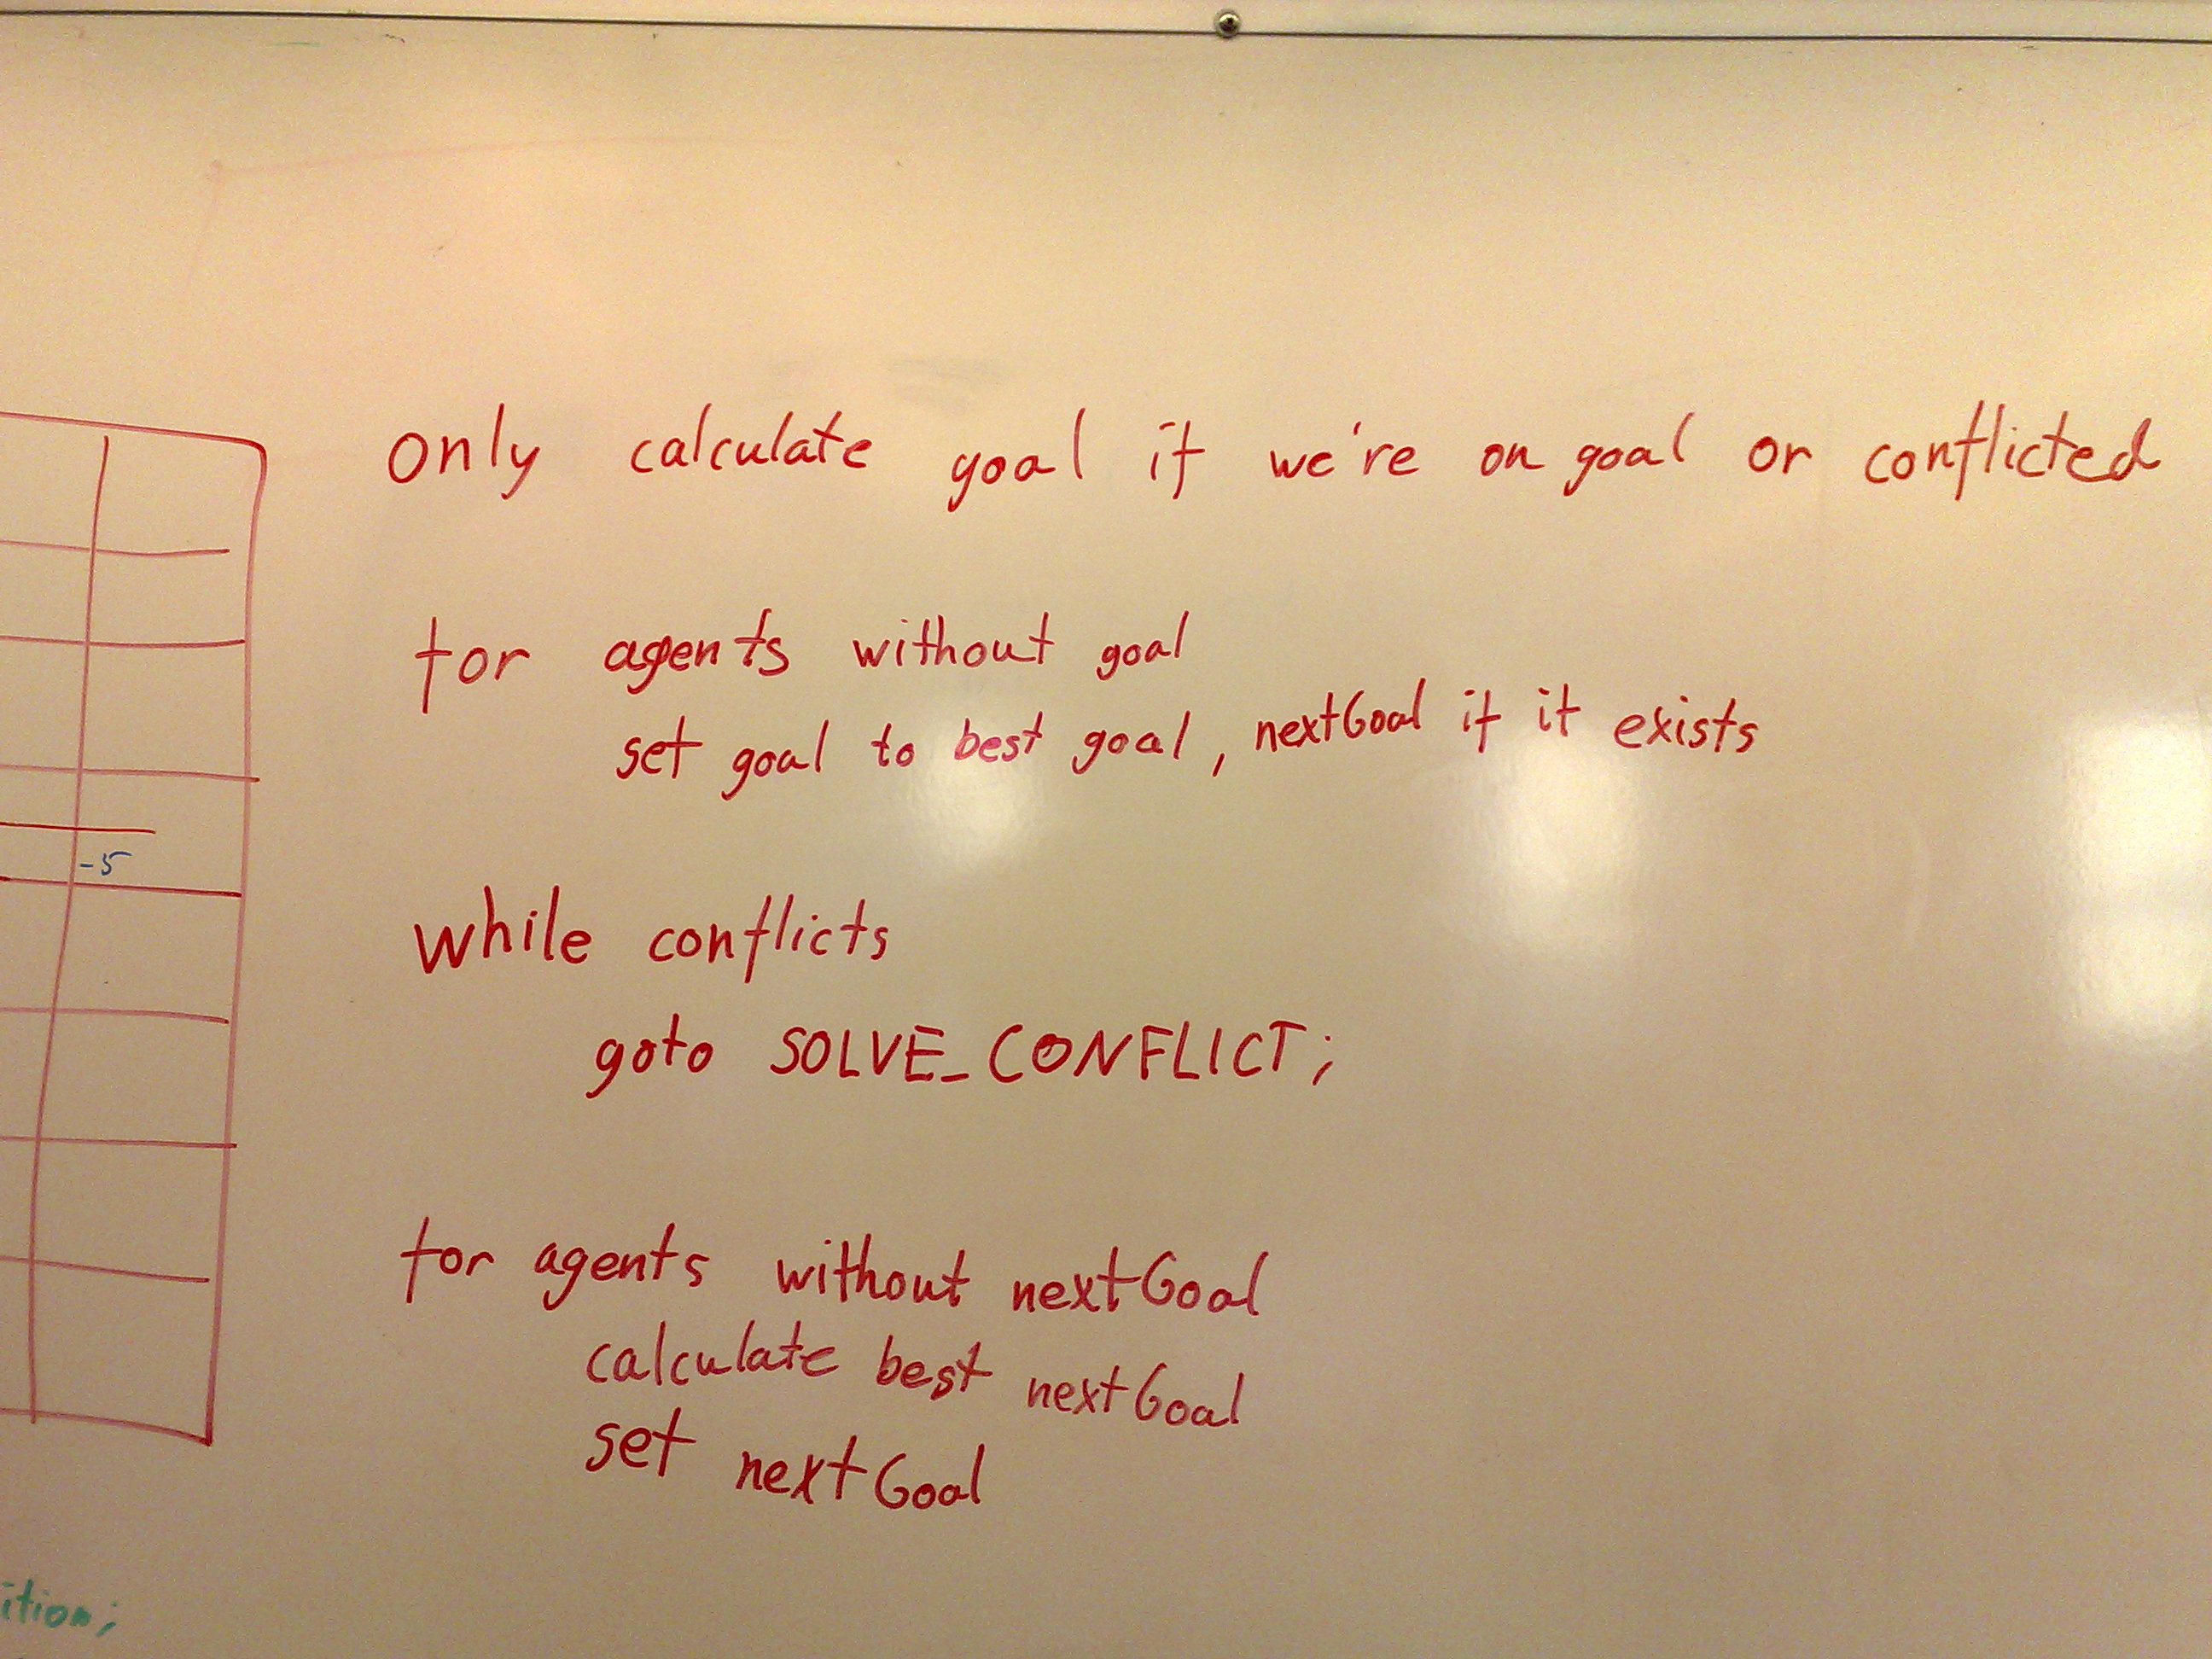 only calculate goal if we're on goal or conflicted
for agents without goal
set goal to best goal, nextGoal if it exists
-5
while conflicts
goto SOLVE_CONFLICT;
for agents without nextGoal
calculate best nextGoal
set nextGoal
ition;